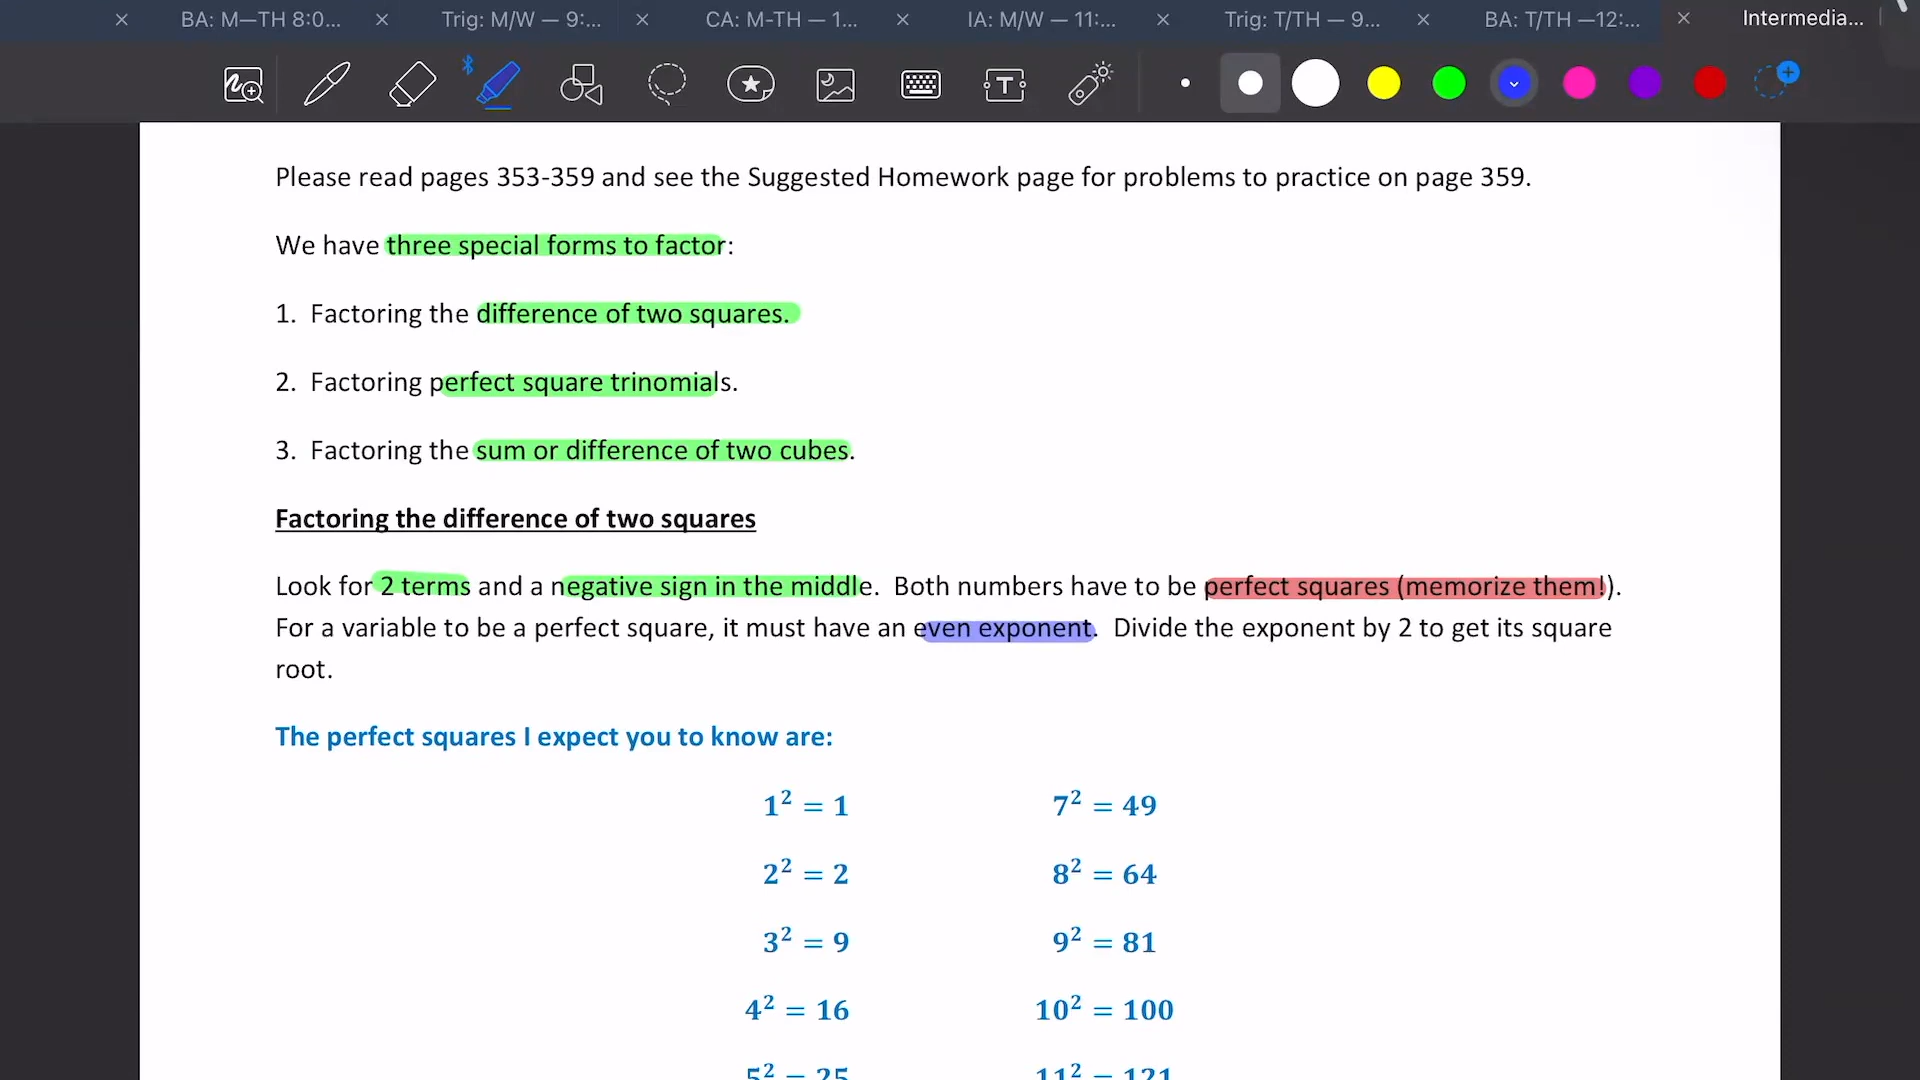 BA: M—TH 8:0... Trig: M/W — 9:... CA: M-TH — 1... IA: M/W — 11:... Trig: T/TH — 9... BA: T/TH —12:... Intermedia...
Please read pages 353-359 and see the Suggested Homework page for problems to practice on page 359.
We have three special forms to factor:
1. Factoring the difference of two squares.
2. Factoring perfect square trinomials.
3. Factoring the sum or difference of two cubes.
Factoring the difference of two squares
Look for 2 terms and a negative sign in the middle. Both numbers have to be perfect squares (memorize them!).
For a variable to be a perfect square, it must have an even exponent. Divide the exponent by 2 to get its square
root.
The perfect squares I expect you to know are:
1² = 1 7² = 49
2² = 2 8² = 64
3² = 9 9² = 81
4² = 16 10² = 100
5² = 25 11² = 121